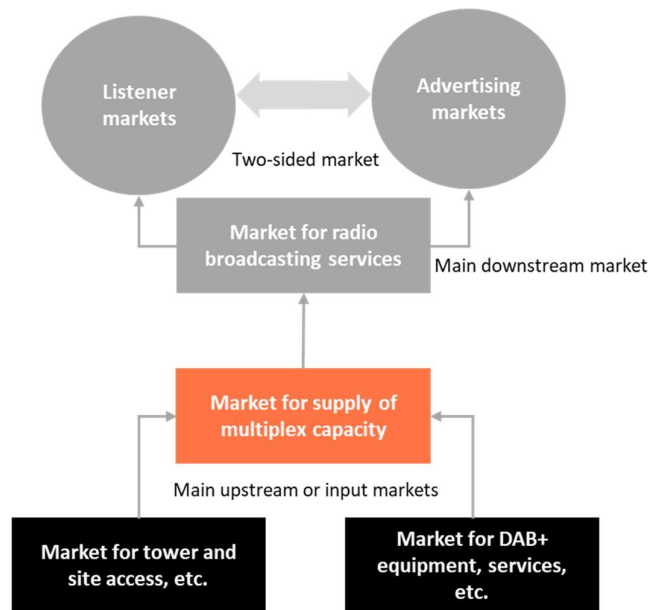 Listener
markets
Advertising
markets
Two-sided market
Market for radio
broadcasting services
Main downstream market
Market for supply of
multiplex capacity
Main upstream or input markets
Market for tower and
site access, etc.
Market for DAB+
equipment, services,
etc.